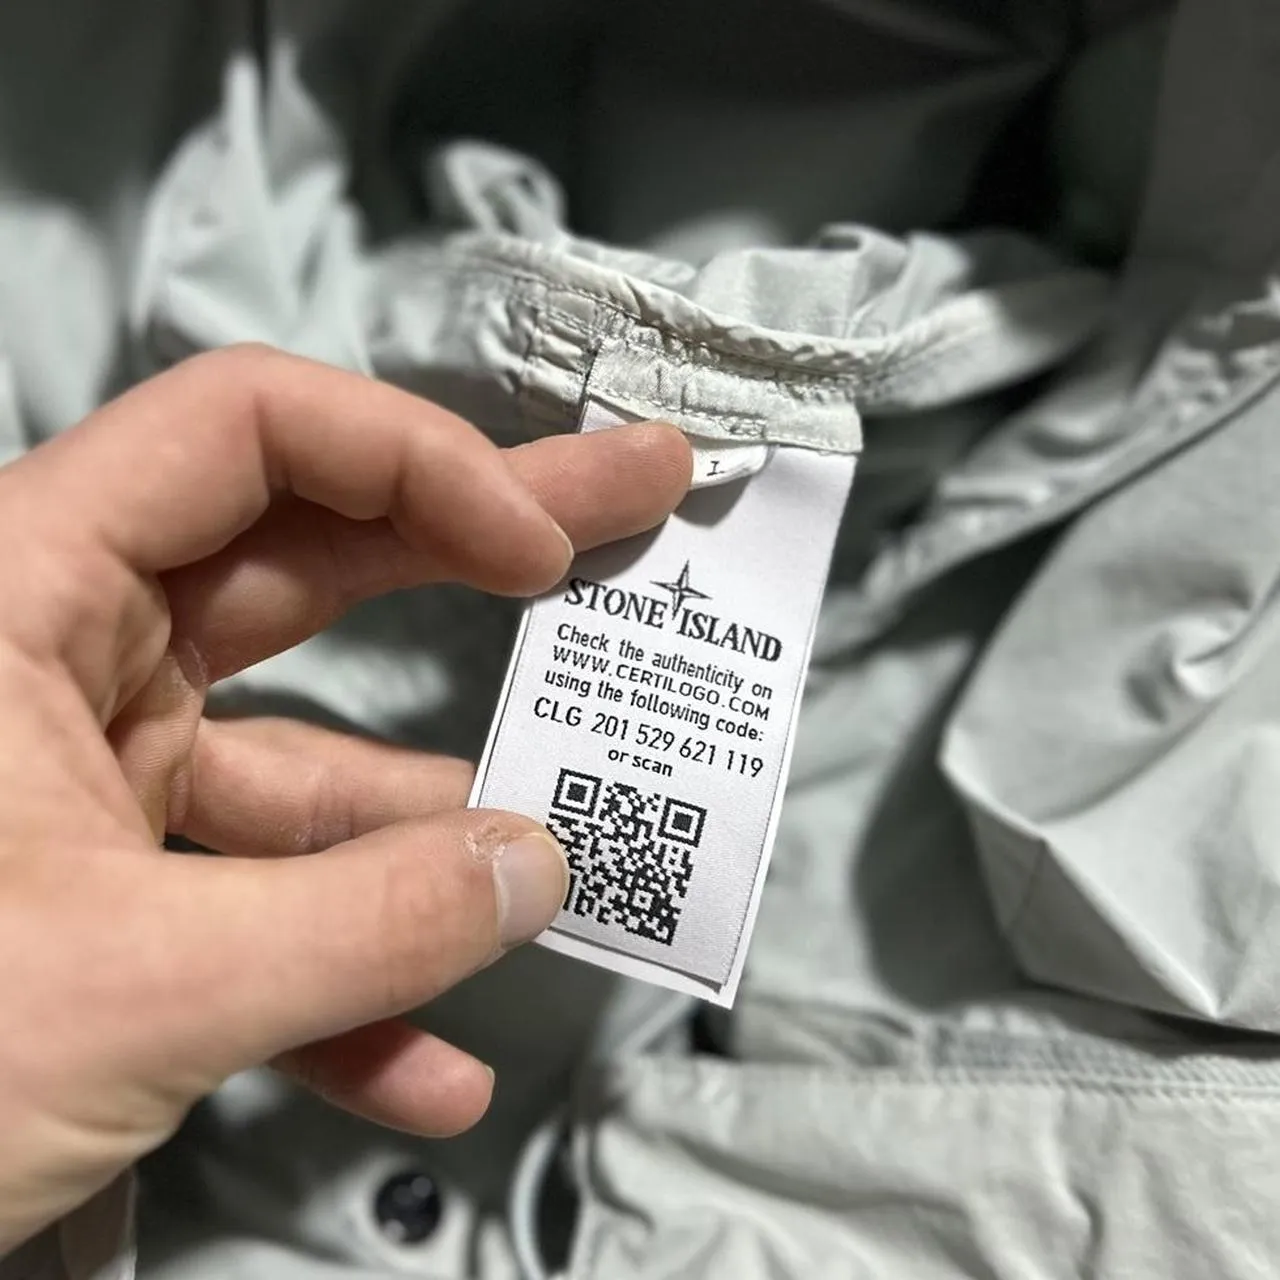 STONE ISLAND
Check the authenticity on
WWW.CERTILOGO.COM
using the following code:
CLG 201 529 621 119
or scan